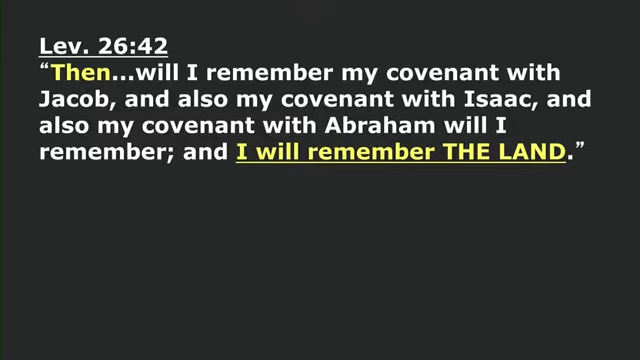 Lev. 26:42
“Then...will I remember my covenant with
Jacob, and also my covenant with Isaac, and
also my covenant with Abraham will I
remember; and I will remember THE LAND.”